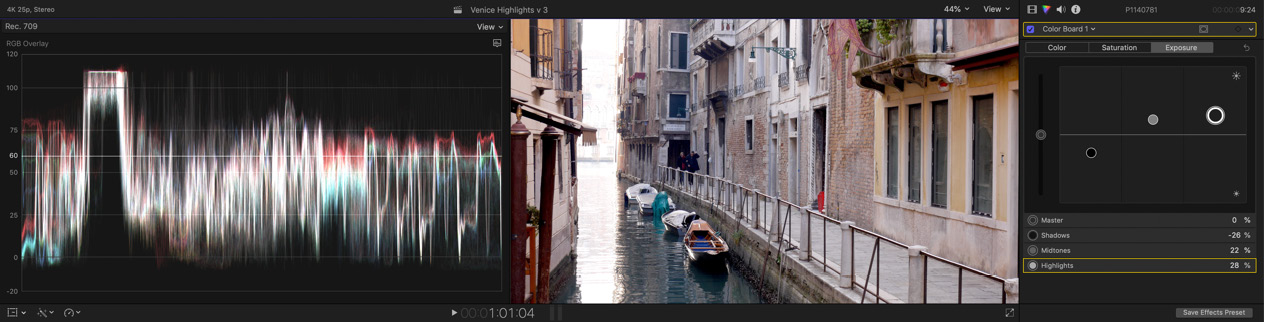 4K 25p, Stereo
Venice Highlights v 3
44%
View
P1140781
00:00:09:24
Rec. 709
View
Color Board 1
RGB Overlay
Color
Saturation
Exposure
120
100
75
60
50
25
0
-20
Master 0 %
Shadows -26 %
Midtones 22 %
Highlights 28 %
00:01:01:04
Save Effects Preset